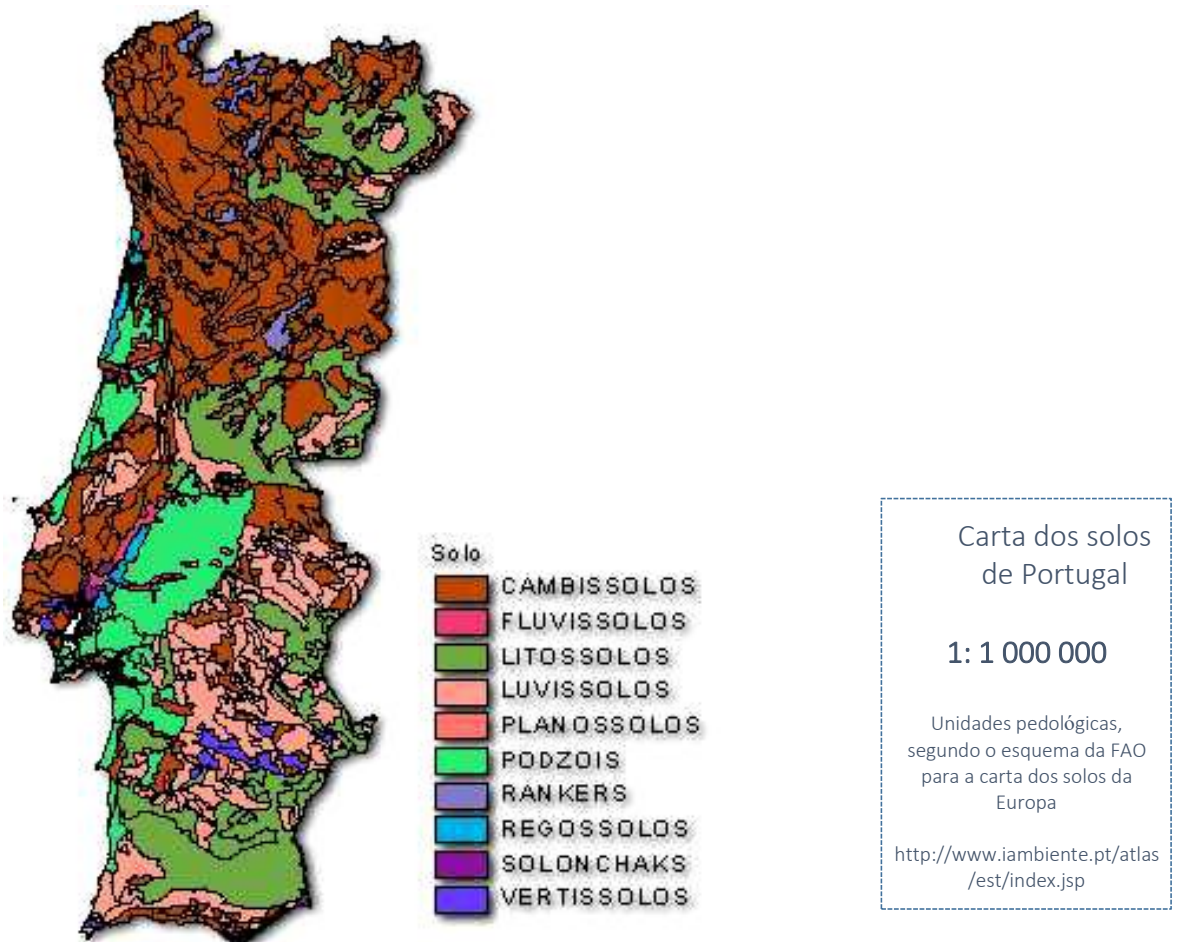 Solo
CAMBISSOLOS
FLUVISSOLOS
LITOSSOLOS
LUVISSOLOS
PLANOSSOLOS
PODZOIS
RANKERS
REGOSSOLOS
SOLONCHAKS
VERTISSOLOS
Carta dos solos
de Portugal
1: 1 000 000
Unidades pedológicas,
segundo o esquema da FAO
para a carta dos solos da
Europa
http://www.iambiente.pt/atlas
/est/index.jsp